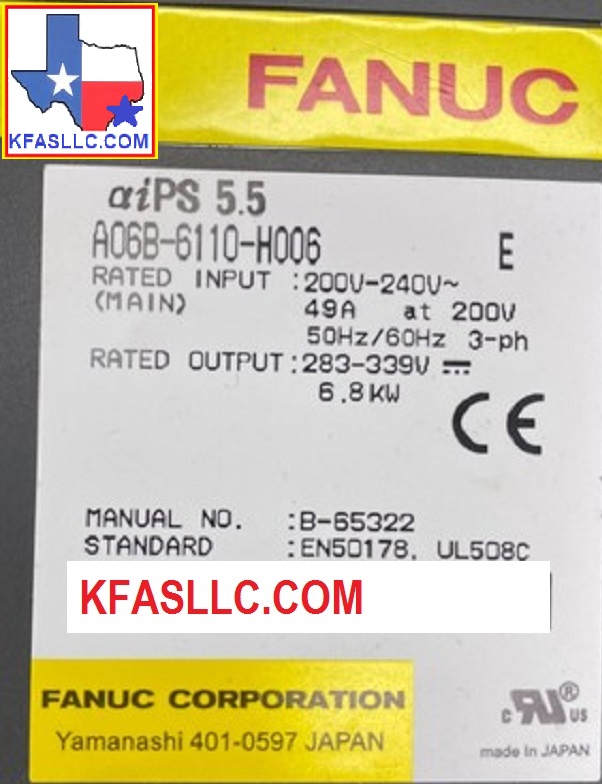 FANUC
KFASLLC.COM
αiPS 5.5
A06B-6110-H006 E
RATED INPUT :200V-240V~
(MAIN) 49A at 200V
50Hz/60Hz 3-ph
RATED OUTPUT:283-339V ⎓
6.8KW
CE
MANUAL NO. :B-65322
STANDARD :EN50178. UL508C
KFASLLC.COM
FANUC CORPORATION
Yamanashi 401-0597 JAPAN
c RU ® US
made In JAPAN